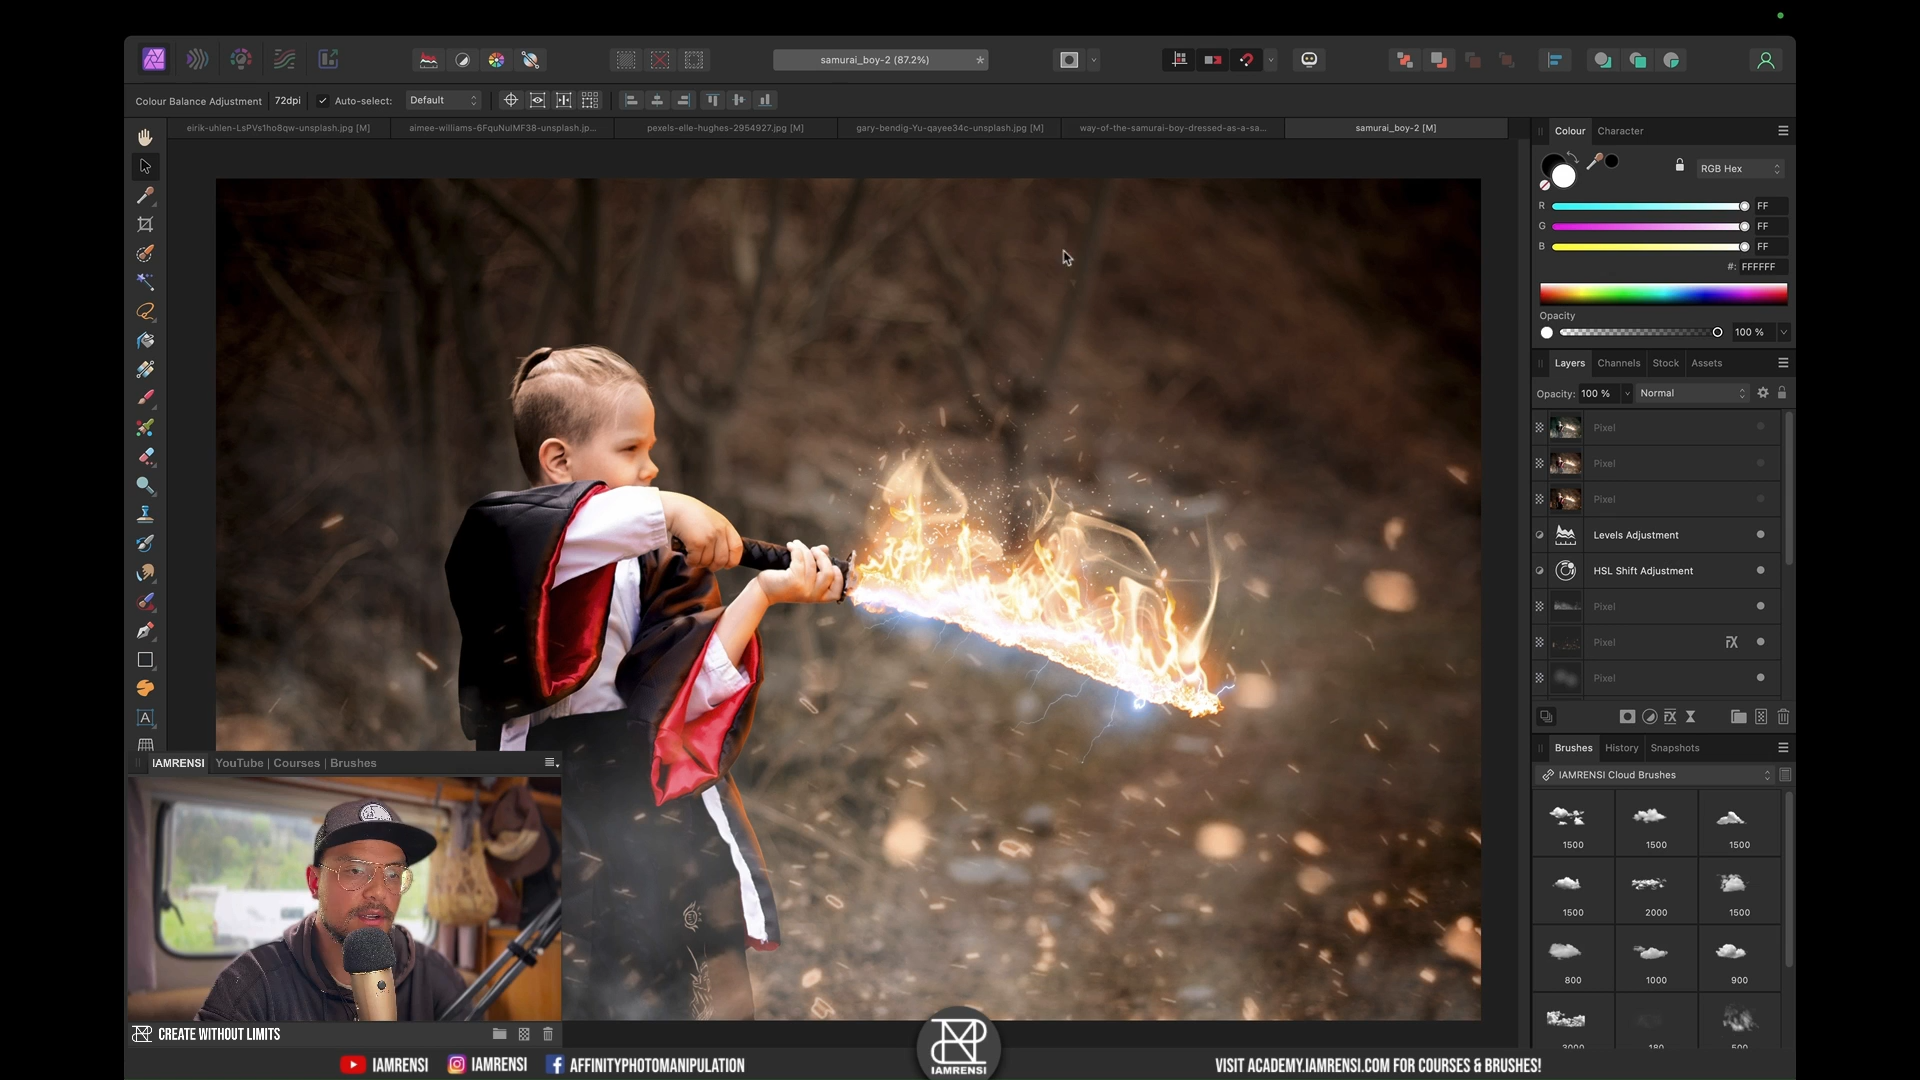 samurai_boy-2 (87.2%)
*
Colour Balance Adjustment
72dpi
Auto-select:
Default
eirik-uhlen-LsPVs1ho8qw-unsplash.jpg [M]
aimee-williams-6FquNulMF38-unsplash.jp...
pexels-elle-hughes-2954927.jpg [M]
gary-bendig-Yu-qayee34c-unsplash.jpg [M]
way-of-the-samurai-boy-dressed-as-a-sa...
samurai_boy-2 [M]
Colour
Character
RGB Hex
R
FF
G
FF
B
FF
#: FFFFFF
Opacity
100 %
Layers
Channels
Stock
Assets
Opacity: 100 %
Normal
Pixel
Pixel
Pixel
Levels Adjustment
HSL Shift Adjustment
Pixel
Pixel
Pixel
Brushes
History
Snapshots
IAMRENSI Cloud Brushes
1500
1500
1500
1500
2000
1500
800
1000
900
3000
180
500
IAMRENSI
YouTube | Courses | Brushes
CREATE WITHOUT LIMITS
IAMRENSI
IAMRENSI
AFFINITYPHOTOMANIPULATION
IAMRENSI
VISIT ACADEMY.IAMRENSI.COM FOR COURSES & BRUSHES!